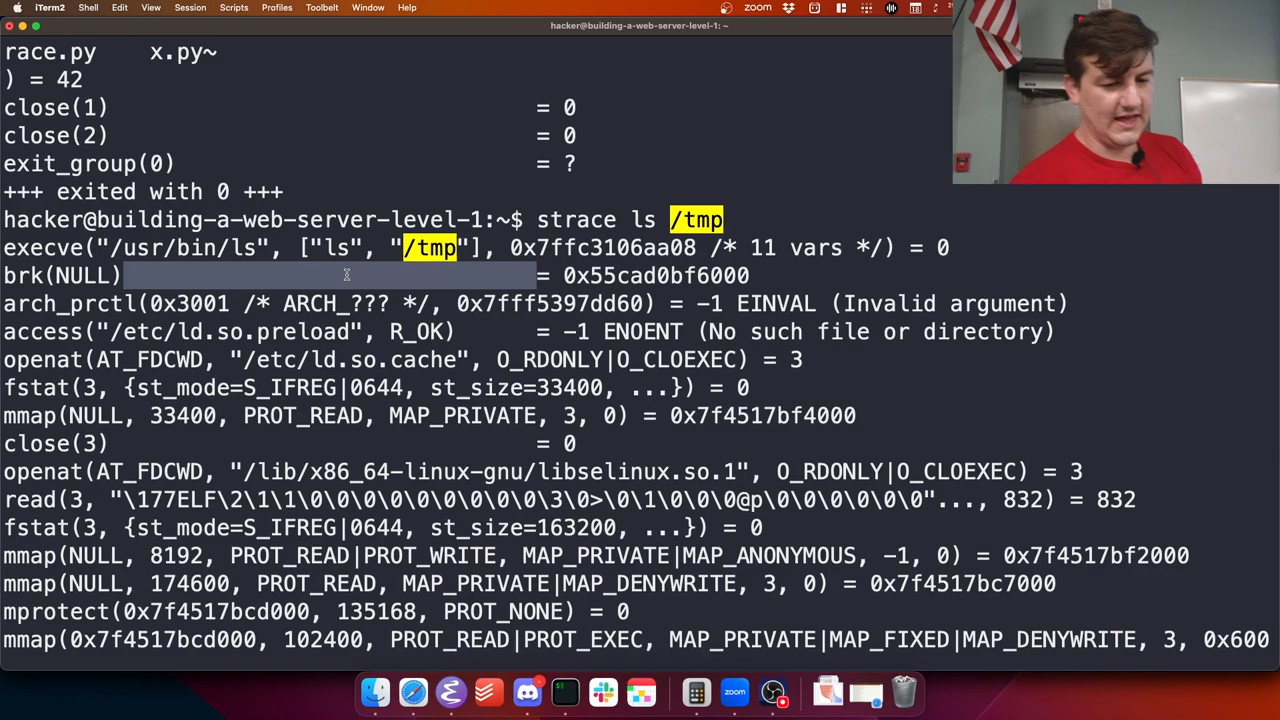 iTerm2 Shell Edit View Session Scripts Profiles Toolbelt Window Help zoom
hacker@building-a-web-server-level-1: ~
race.py x.py~
) = 42
close(1) = 0
close(2) = 0
exit_group(0) = ?
+++ exited with 0 +++
hacker@building-a-web-server-level-1:~$ strace ls /tmp
execve("/usr/bin/ls", ["ls", "/tmp"], 0x7ffc3106aa08 /* 11 vars */) = 0
brk(NULL) = 0x55cad0bf6000
arch_prctl(0x3001 /* ARCH_??? */, 0x7fff5397dd60) = -1 EINVAL (Invalid argument)
access("/etc/ld.so.preload", R_OK) = -1 ENOENT (No such file or directory)
openat(AT_FDCWD, "/etc/ld.so.cache", O_RDONLY|O_CLOEXEC) = 3
fstat(3, {st_mode=S_IFREG|0644, st_size=33400, ...}) = 0
mmap(NULL, 33400, PROT_READ, MAP_PRIVATE, 3, 0) = 0x7f4517bf4000
close(3) = 0
openat(AT_FDCWD, "/lib/x86_64-linux-gnu/libselinux.so.1", O_RDONLY|O_CLOEXEC) = 3
read(3, "\177ELF\2\1\1\0\0\0\0\0\0\0\0\0\3\0>\0\1\0\0\0@p\0\0\0\0\0\0"..., 832) = 832
fstat(3, {st_mode=S_IFREG|0644, st_size=163200, ...}) = 0
mmap(NULL, 8192, PROT_READ|PROT_WRITE, MAP_PRIVATE|MAP_ANONYMOUS, -1, 0) = 0x7f4517bf2000
mmap(NULL, 174600, PROT_READ, MAP_PRIVATE|MAP_DENYWRITE, 3, 0) = 0x7f4517bc7000
mprotect(0x7f4517bcd000, 135168, PROT_NONE) = 0
mmap(0x7f4517bcd000, 102400, PROT_READ|PROT_EXEC, MAP_PRIVATE|MAP_FIXED|MAP_DENYWRITE, 3, 0x600
zoom